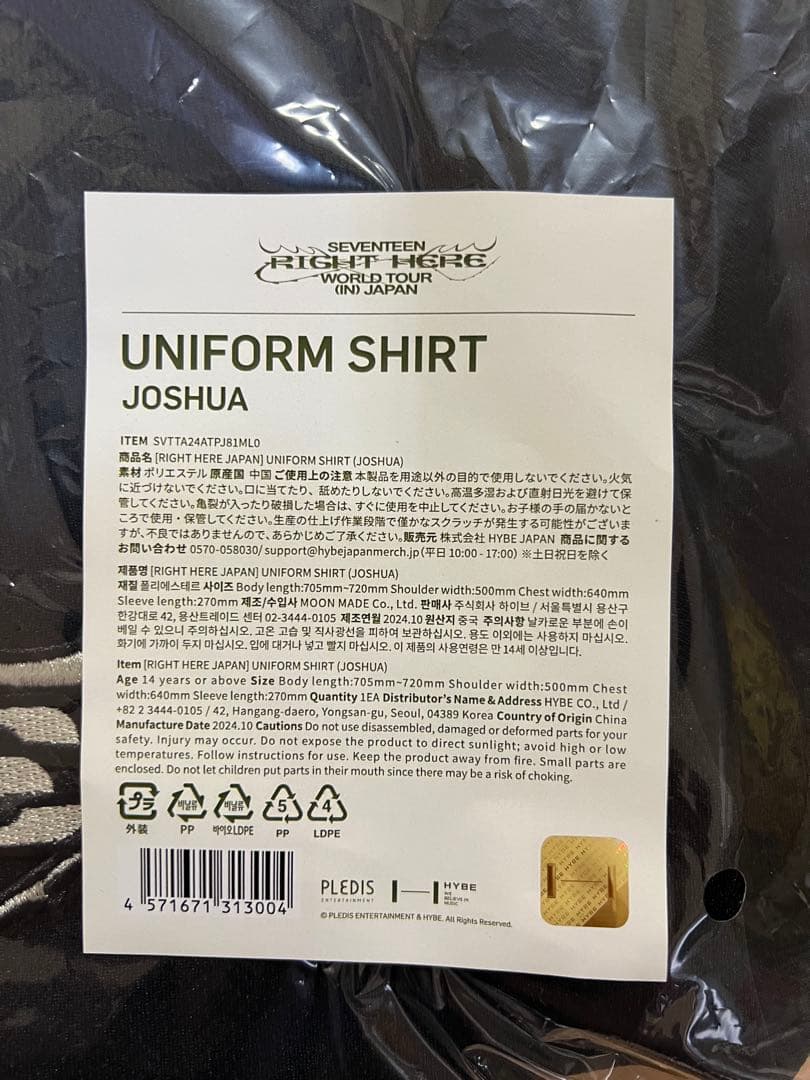 SEVENTEEN
RIGHT HERE
WORLD TOUR
(IN) JAPAN
UNIFORM SHIRT
JOSHUA
ITEM SVTTA24ATPJ81ML0
商品名 [RIGHT HERE JAPAN] UNIFORM SHIRT (JOSHUA)
素材 ポリエステル 原産国 中国 ご使用上の注意 本製品を用途以外の目的で使用しないでください。火気
に近づけないでください。口に当てたり、舐めたりしないでください。高温多湿および直射日光を避けて保
管してください。亀裂が入ったり破損した場合は、すぐに使用を中止してください。お子様の手の届かないと
ころで使用・保管してください。生産の仕上げ作業段階で僅かなスクラッチが発生する可能性がございま
すが、不良ではありませんので、あらかじめご了承ください。販売元 株式会社 HYBE JAPAN 商品に関する
お問い合わせ 0570-058030/ support@hybejapanmerch.jp (平日 10:00 - 17:00) ※土日祝日を除く
제품명 [RIGHT HERE JAPAN] UNIFORM SHIRT (JOSHUA)
재질 폴리에스테르 사이즈 Body length:705mm~720mm Shoulder width:500mm Chest width:640mm
Sleeve length:270mm 제조/수입사 MOON MADE Co., Ltd. 판매사 주식회사 하이브 / 서울특별시 용산구
한강대로 42, 용산트레이드 센터 02-3444-0105 제조연월 2024.10 원산지 중국 주의사항 날카로운 부분에 손이
베일 수 있으니 주의하십시오. 고온 고습 및 직사광선을 피하여 보관하십시오. 용도 이외에는 사용하지 마십시오.
화기에 가까이 두지 마십시오. 입에 대거나 넣고 빨지 마십시오. 이 제품의 사용연령은 만 14세 이상입니다.
Item [RIGHT HERE JAPAN] UNIFORM SHIRT (JOSHUA)
Age 14 years or above Size Body length:705mm~720mm Shoulder width:500mm Chest
width:640mm Sleeve length:270mm Quantity 1EA Distributor's Name & Address HYBE CO., Ltd /
+82 2 3444-0105 / 42, Hangang-daero, Yongsan-gu, Seoul, 04389 Korea Country of Origin China
Manufacture Date 2024.10 Cautions Do not use disassembled, damaged or deformed parts for your
safety. Injury may occur. Do not expose the product to direct sunlight; avoid high or low
temperatures. Follow instructions for use. Keep the product away from fire. Small parts are
enclosed. Do not let children put parts in their mouth since there may be a risk of choking.
プラ 비닐류 비닐류 5 4
外装 PP 바이오LDPE PP LDPE
4 571671 313004
PLEDIS
ENTERTAINMENT
HYBE
WE
BELIEVE IN
MUSIC
© PLEDIS ENTERTAINMENT & HYBE. All Rights Reserved.